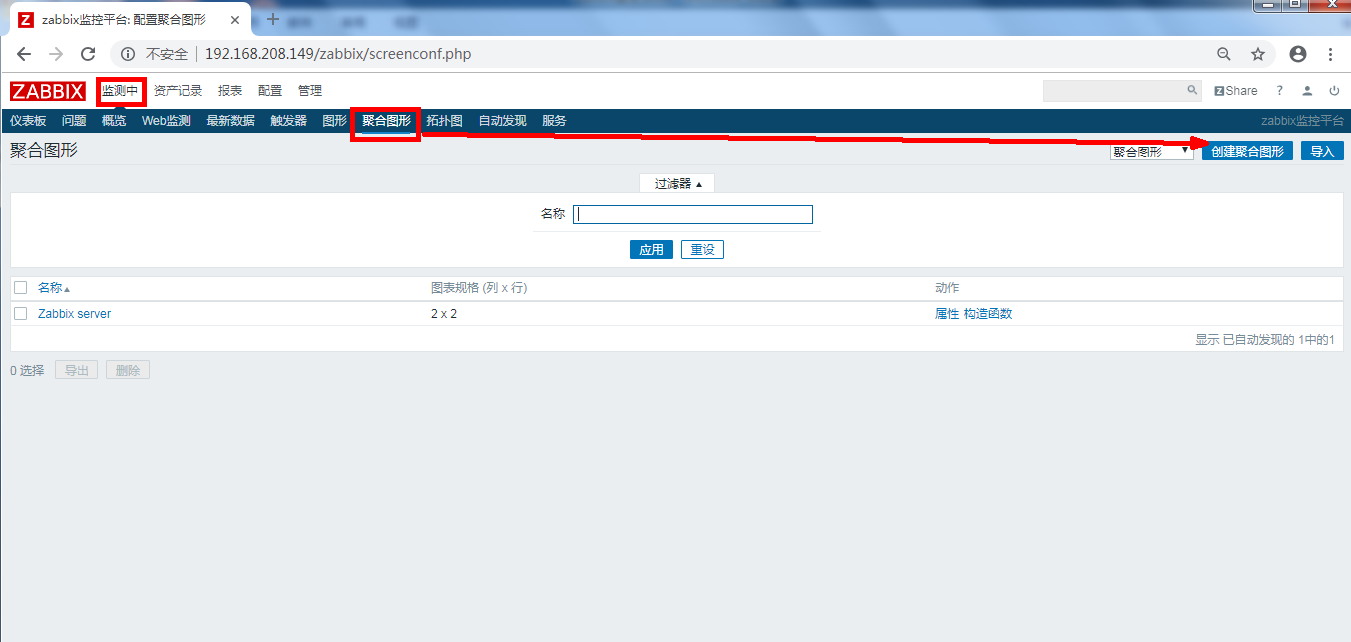 zabbix监控平台: 配置聚合图形
不安全 192.168.208.149/zabbix/screenconf.php
ZABBIX 监测中 资产记录 报表 配置 管理 Z Share ?
仪表板 问题 概览 Web监测 最新数据 触发器 图形 聚合图形 拓扑图 自动发现 服务 zabbix监控平台
聚合图形 聚合图形 创建聚合图形 导入
过滤器
名称
应用 重设
名称 图表规格 (列 x 行) 动作
Zabbix server 2 x 2 属性 构造函数
显示 已自动发现的 1中的1
0 选择 导出 删除